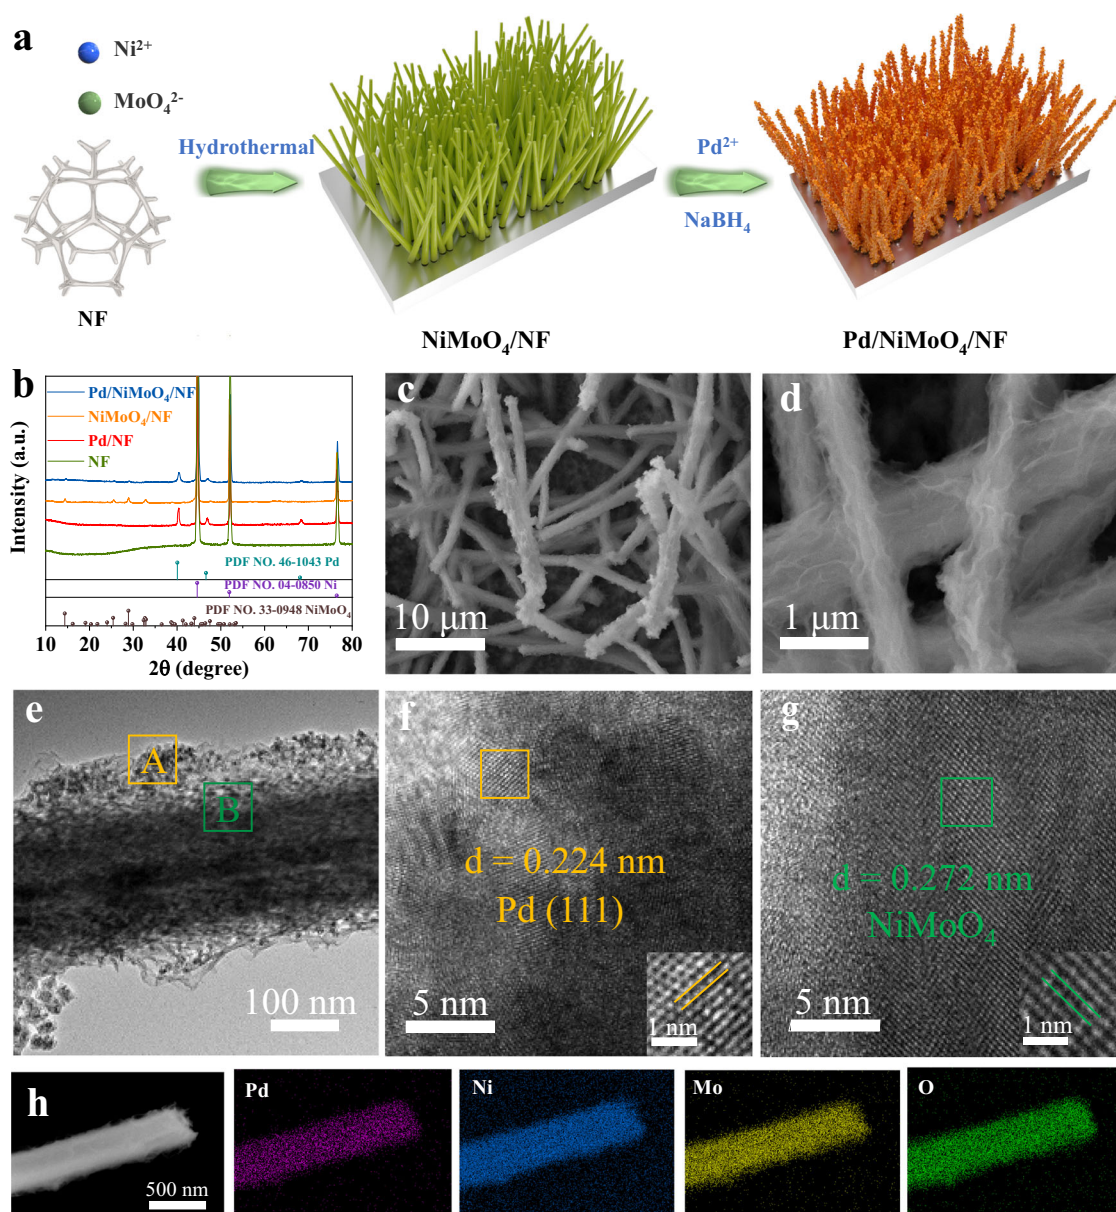 a
Ni²⁺
MoO₄²⁻
Hydrothermal
Pd²⁺
NaBH₄
NF
NiMoO₄/NF
Pd/NiMoO₄/NF
b
Intensity (a.u.)
Pd/NiMoO₄/NF
NiMoO₄/NF
Pd/NF
NF
PDF NO. 46-1043 Pd
PDF NO. 04-0850 Ni
PDF NO. 33-0948 NiMoO₄
10 20 30 40 50 60 70 80
2θ (degree)
c
10 μm
d
1 μm
e
A
B
100 nm
f
d = 0.224 nm
Pd (111)
5 nm
1 nm
g
d = 0.272 nm
NiMoO₄
5 nm
1 nm
h
500 nm
Pd
Ni
Mo
O